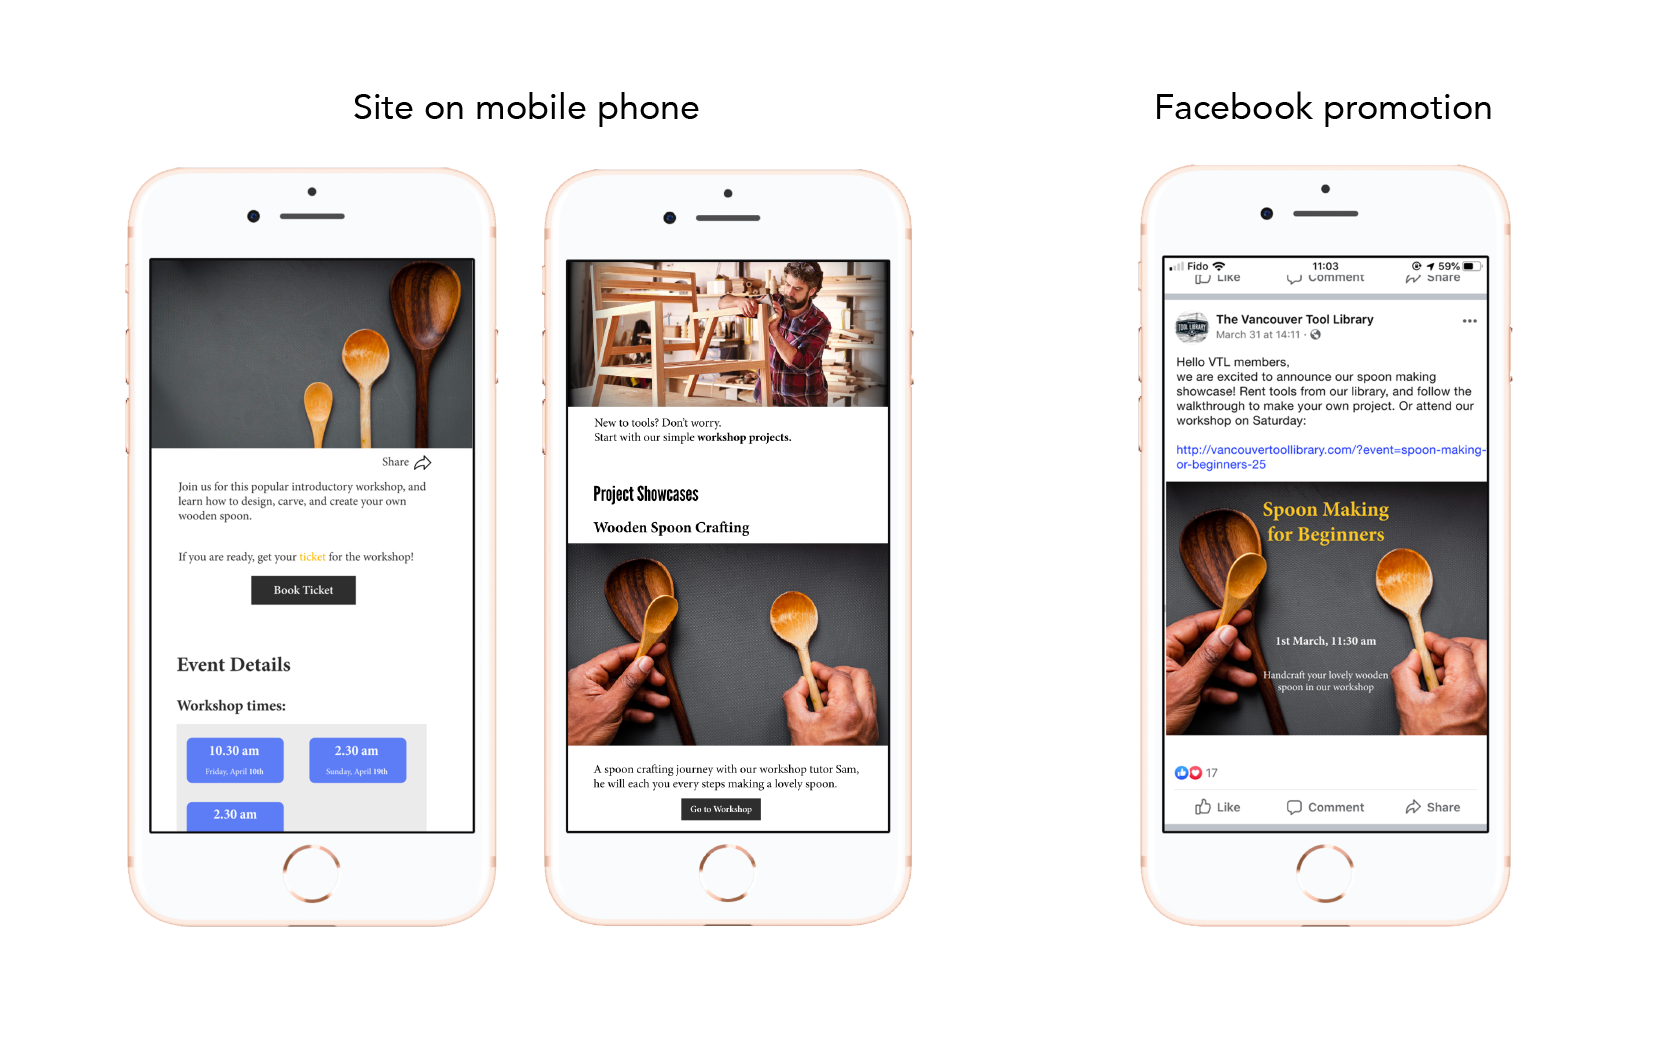 Site on mobile phone
Facebook promotion
Share
Join us for this popular introductory workshop, and
learn how to design, carve, and create your own
wooden spoon.
If you are ready, get your ticket for the workshop!
Book Ticket
Event Details
Workshop times:
10.30 am
2.30 am
Friday, April 10th
Sunday, April 19th
2.30 am
New to tools? Don't worry.
Start with our simple workshop projects.
Project Showcases
Wooden Spoon Crafting
A spoon crafting journey with our workshop tutor Sam,
he will each you every steps making a lovely spoon.
Go to Workshop
Fido
11:03
59%
Like
Comment
Share
TOOL LIBRARY
The Vancouver Tool Library
March 31 at 14:11 ·
Hello VTL members,
we are excited to announce our spoon making
showcase! Rent tools from our library, and follow the
walkthrough to make your own project. Or attend our
workshop on Saturday:
http://vancouvertoollibrary.com/?event=spoon-making-
or-beginners-25
Spoon Making
for Beginners
1st March, 11:30 am
Handcraft your lovely wooden
spoon in our workshop
17
Like
Comment
Share